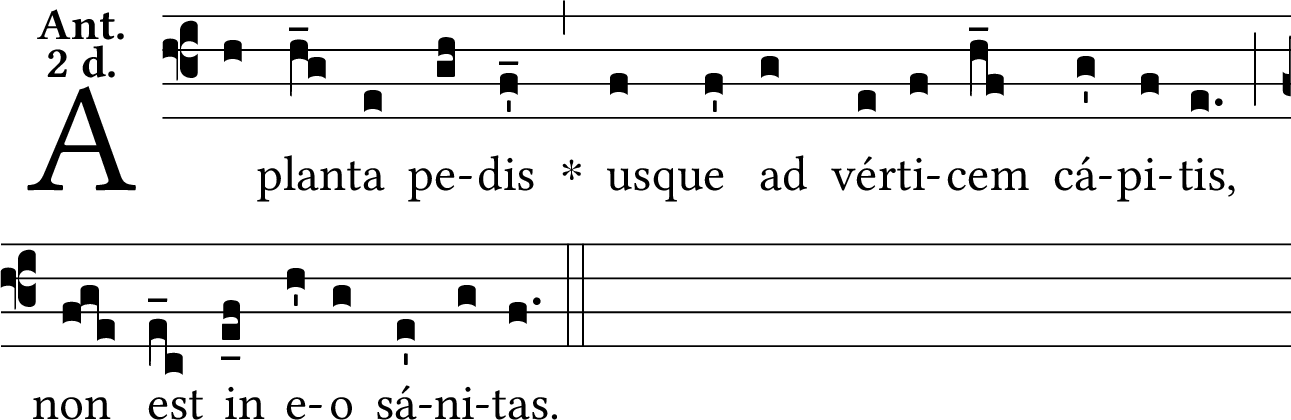 Ant.
2 d.
A planta pe-dis * usque ad vérti-cem cá-pi-tis,
non est in e-o sá-ni-tas.